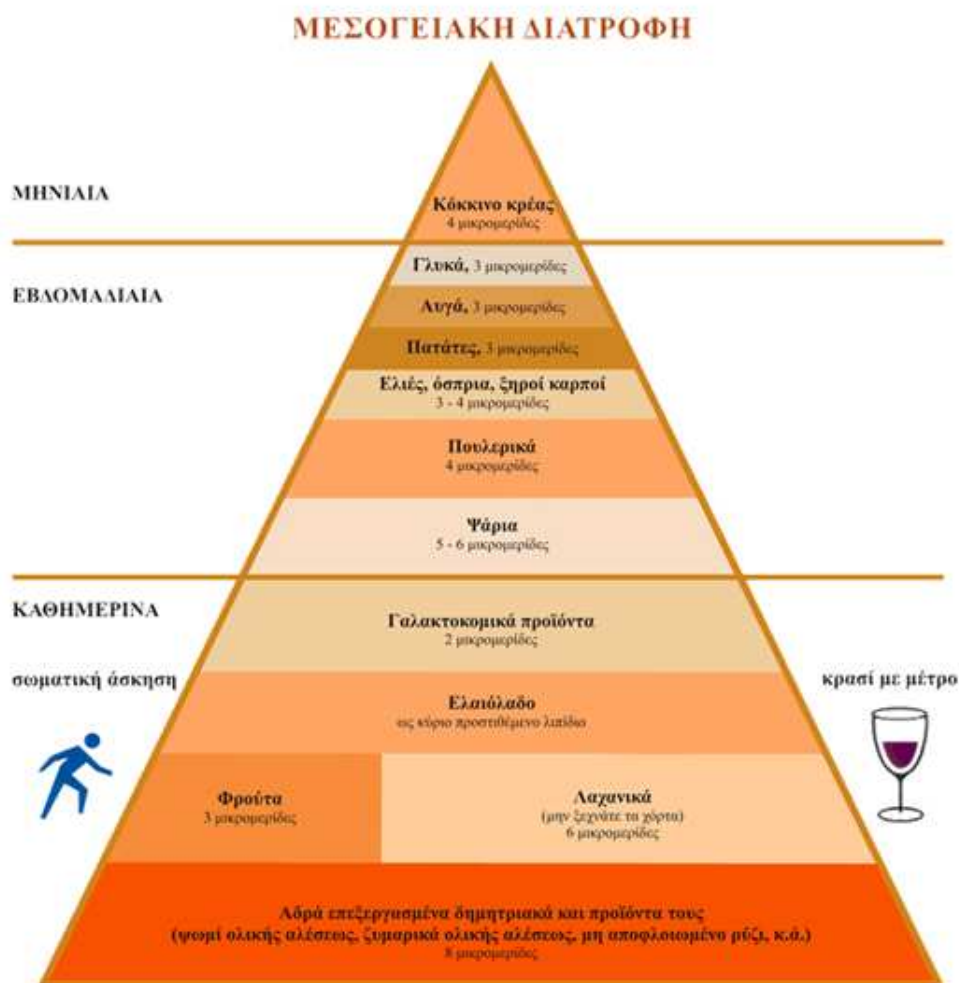 ΜΕΣΟΓΕΙΑΚΗ ΔΙΑΤΡΟΦΗ
ΜΗΝΙΑΙΑ
Κόκκινο κρέας
4 μικρομερίδες
Γλυκά, 3 μικρομερίδες
ΕΒΔΟΜΑΔΙΑΙΑ
Αυγά, 3 μικρομερίδες
Πατάτες, 3 μικρομερίδες
Ελιές, όσπρια, ξηροί καρποί
3 - 4 μικρομερίδες
Πουλερικά
4 μικρομερίδες
Ψάρια
5 - 6 μικρομερίδες
ΚΑΘΗΜΕΡΙΝΑ
Γαλακτοκομικά προϊόντα
2 μικρομερίδες
σωματική άσκηση
κρασί με μέτρο
Ελαιόλαδο
ως κύριο προστιθέμενο λιπίδιο
Φρούτα
3 μικρομερίδες
Λαχανικά
(μην ξεχνάτε τα χόρτα)
6 μικρομερίδες
Αδρά επεξεργασμένα δημητριακά και προϊόντα τους
(ψωμί ολικής αλέσεως, ζυμαρικά ολικής αλέσεως, μη αποφλοιωμένο ρύζι, κ.ά.)
8 μικρομερίδες